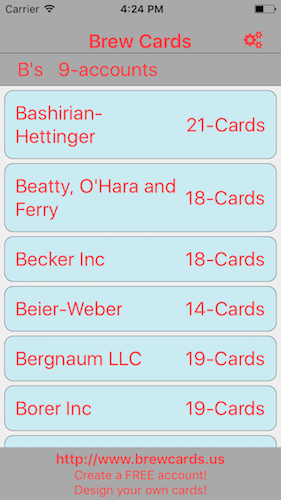 Carrier 3:24 PM
Brew Cards
B's 9-accounts
Bashirian-
Hettinger 21-Cards
Beatty, O'Hara and
Ferry 18-Cards
Becker Inc 18-Cards
Beier-Weber 14-Cards
Bergnaum LLC 19-Cards
Borer Inc 19-Cards
http://www.brewcards.us
Create a FREE account!
Design your own cards!